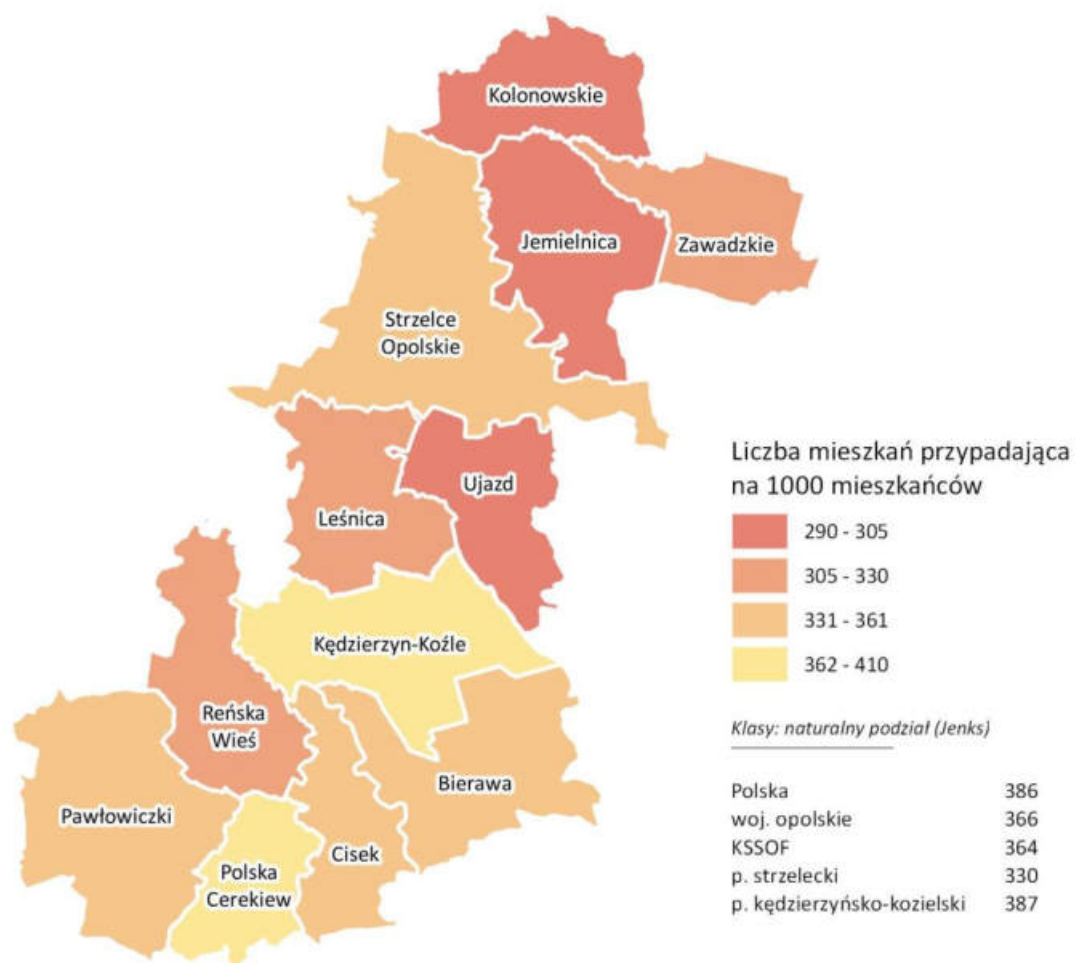 Kolonowskie
Jemielnica
Zawadzkie
Strzelce
Opolskie
Ujazd
Leśnica
Kędzierzyn-Koźle
Reńska
Wieś
Bierawa
Pawłowiczki
Cisek
Polska
Cerekiew
Liczba mieszkań przypadająca
na 1000 mieszkańców
290 - 305
305 - 330
331 - 361
362 - 410
Klasy: naturalny podział (Jenks)
Polska 386
woj. opolskie 366
KSSOF 364
p. strzelecki 330
p. kędzierzyńsko-kozielski 387